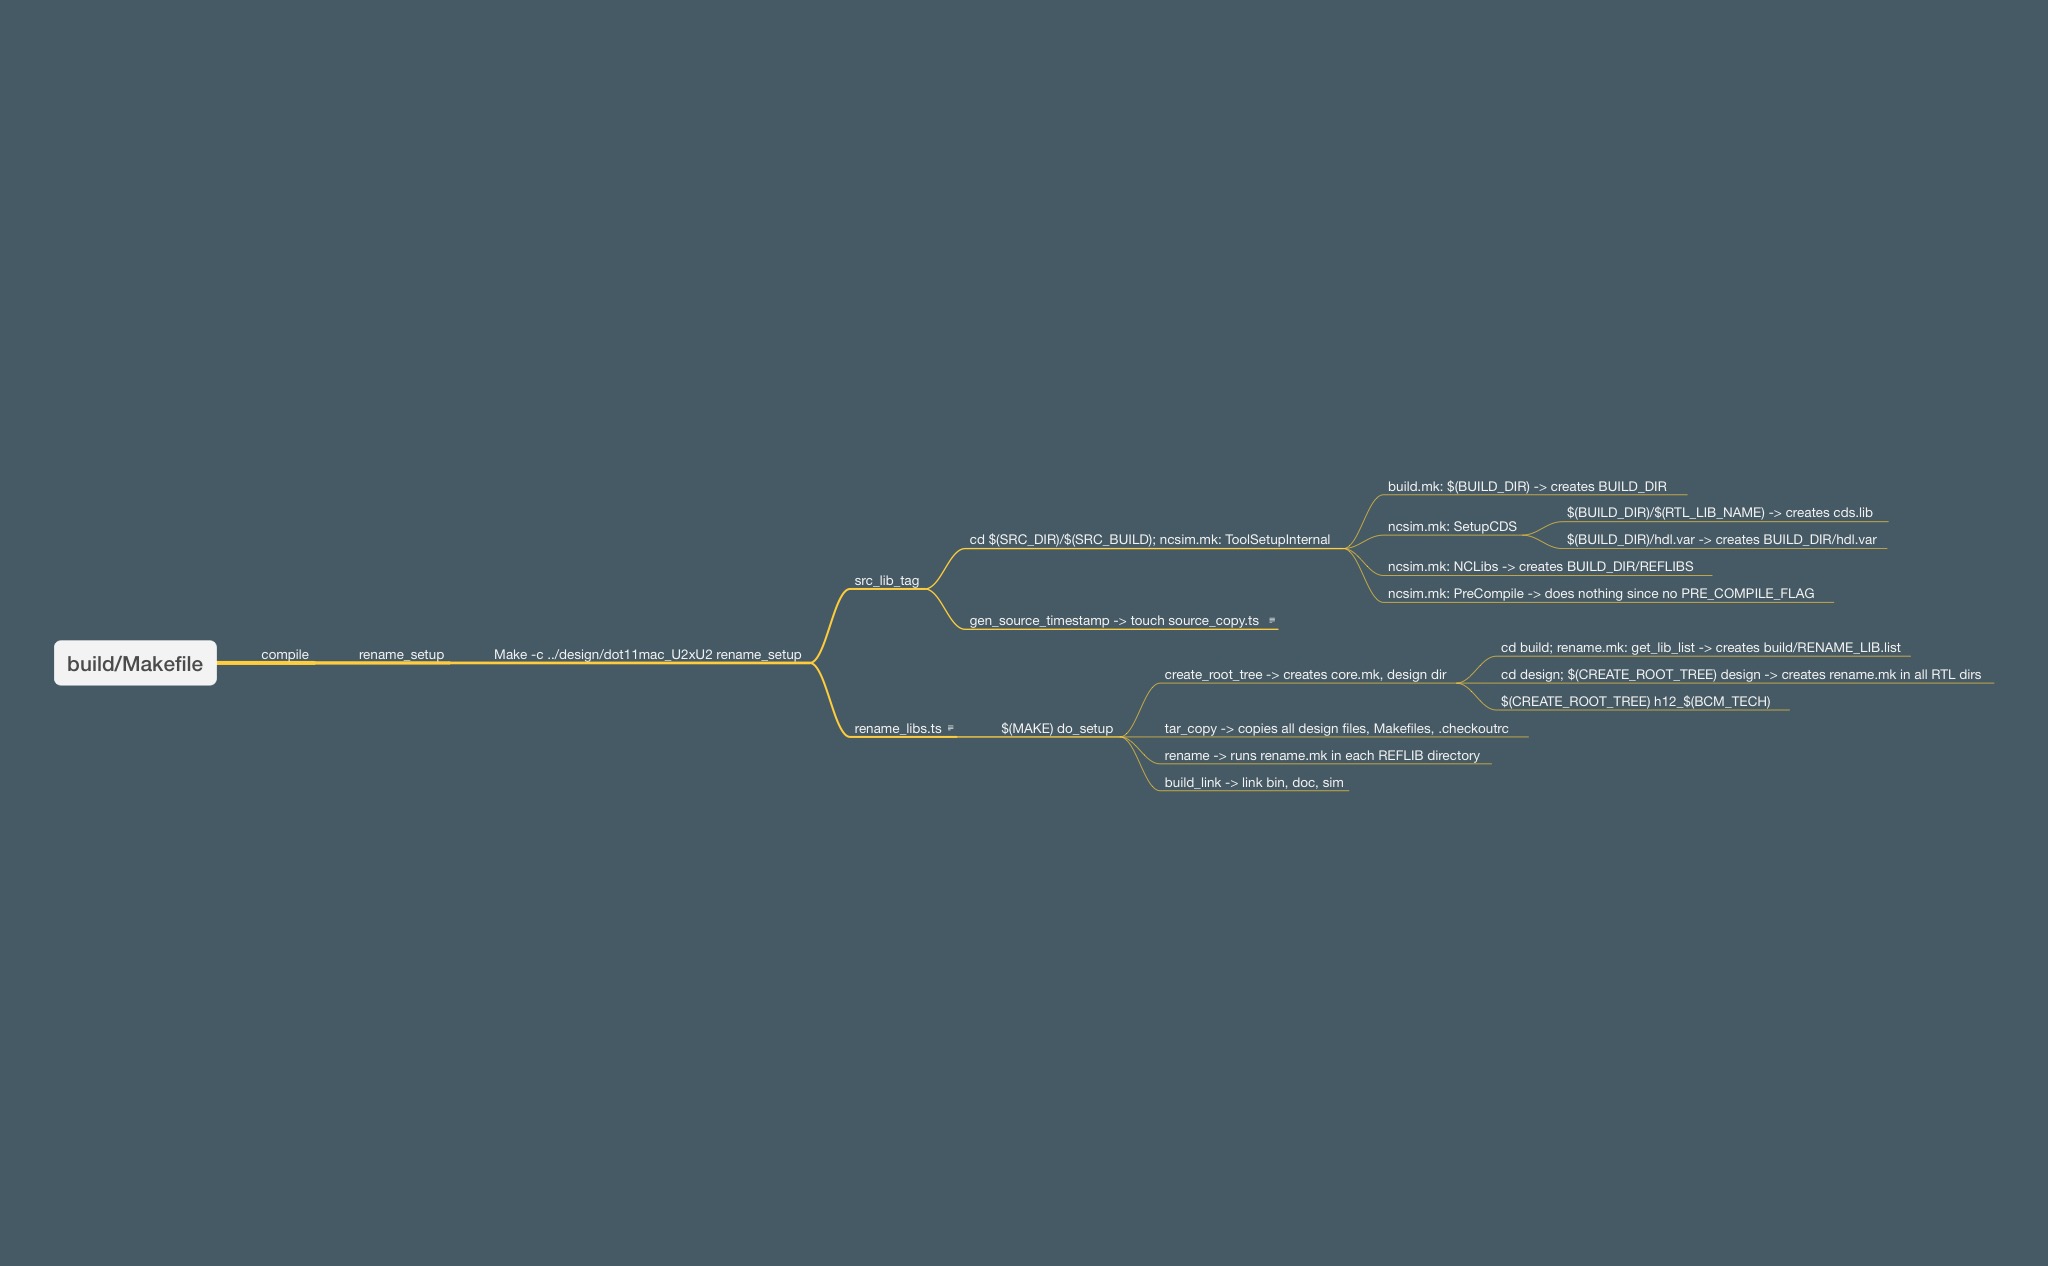 build/Makefile
compile
rename_setup
Make -c ../design/dot11mac_U2xU2 rename_setup
src_lib_tag
cd $(SRC_DIR)/$(SRC_BUILD); ncsim.mk: ToolSetupInternal
build.mk: $(BUILD_DIR) -> creates BUILD_DIR
ncsim.mk: SetupCDS
$(BUILD_DIR)/$(RTL_LIB_NAME) -> creates cds.lib
$(BUILD_DIR)/hdl.var -> creates BUILD_DIR/hdl.var
ncsim.mk: NCLibs -> creates BUILD_DIR/REFLIBS
ncsim.mk: PreCompile -> does nothing since no PRE_COMPILE_FLAG
gen_source_timestamp -> touch source_copy.ts
rename_libs.ts
$(MAKE) do_setup
create_root_tree -> creates core.mk, design dir
cd build; rename.mk: get_lib_list -> creates build/RENAME_LIB.list
cd design; $(CREATE_ROOT_TREE) design -> creates rename.mk in all RTL dirs
$(CREATE_ROOT_TREE) h12_$(BCM_TECH)
tar_copy -> copies all design files, Makefiles, .checkoutrc
rename -> runs rename.mk in each REFLIB directory
build_link -> link bin, doc, sim